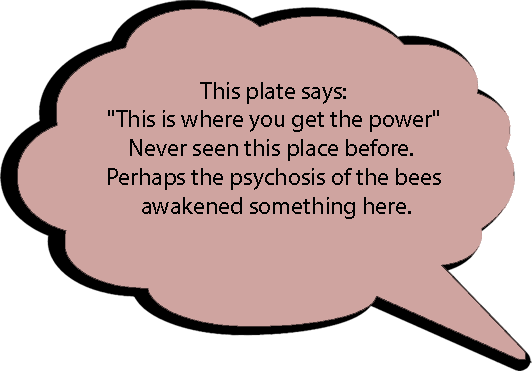 This plate says:
"This is where you get the power"
Never seen this place before.
Perhaps the psychosis of the bees
awakened something here.